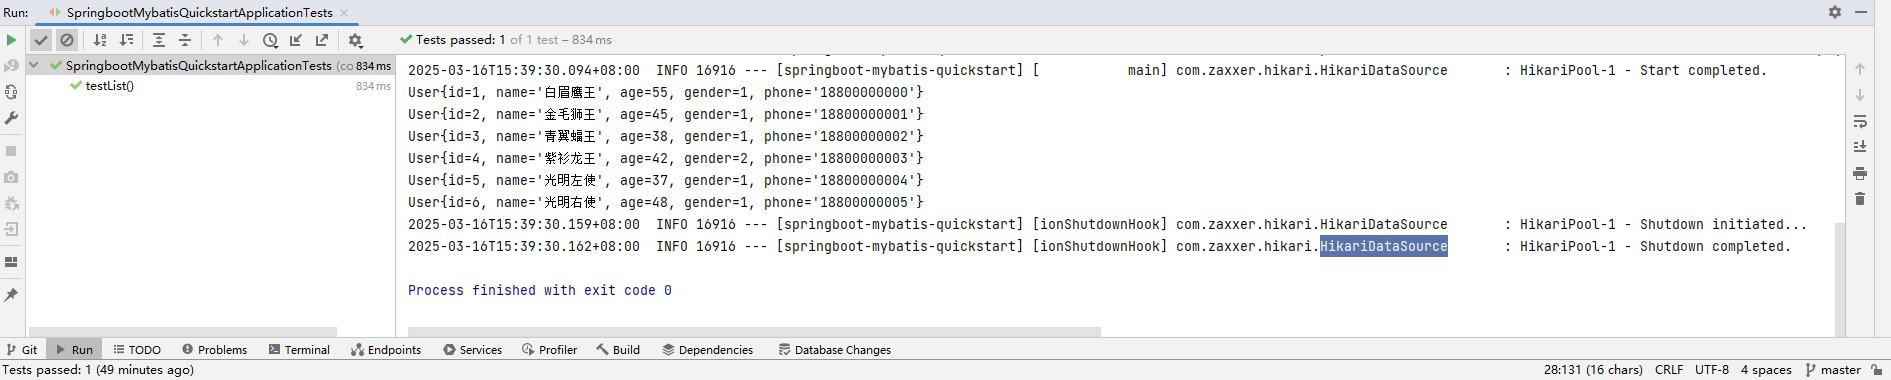 Run: SpringbootMybatisQuickstartApplicationTests ×
Tests passed: 1 of 1 test – 834 ms
SpringbootMybatisQuickstartApplicationTests (co 834 ms
testList() 834 ms
2025-03-16T15:39:30.094+08:00  INFO 16916 --- [springboot-mybatis-quickstart] [           main] com.zaxxer.hikari.HikariDataSource       : HikariPool-1 - Start completed.
User{id=1, name='白眉鹰王', age=55, gender=1, phone='18800000000'}
User{id=2, name='金毛狮王', age=45, gender=1, phone='18800000001'}
User{id=3, name='青翼蝠王', age=38, gender=1, phone='18800000002'}
User{id=4, name='紫衫龙王', age=42, gender=2, phone='18800000003'}
User{id=5, name='光明左使', age=37, gender=1, phone='18800000004'}
User{id=6, name='光明右使', age=48, gender=1, phone='18800000005'}
2025-03-16T15:39:30.159+08:00  INFO 16916 --- [springboot-mybatis-quickstart] [ionShutdownHook] com.zaxxer.hikari.HikariDataSource       : HikariPool-1 - Shutdown initiated...
2025-03-16T15:39:30.162+08:00  INFO 16916 --- [springboot-mybatis-quickstart] [ionShutdownHook] com.zaxxer.hikari.HikariDataSource       : HikariPool-1 - Shutdown completed.
Process finished with exit code 0
Git Run TODO Problems Terminal Endpoints Services Profiler Build Dependencies Database Changes
Tests passed: 1 (49 minutes ago) 28:131 (16 chars) CRLF UTF-8 4 spaces master